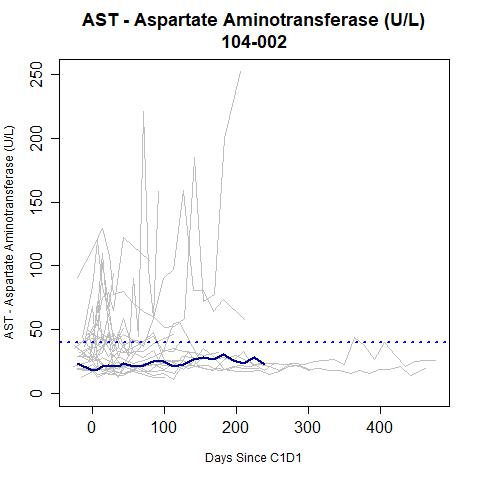 AST - Aspartate Aminotransferase (U/L)
104-002
AST - Aspartate Aminotransferase (U/L)
250
200
150
100
50
0
0 100 200 300 400
Days Since C1D1